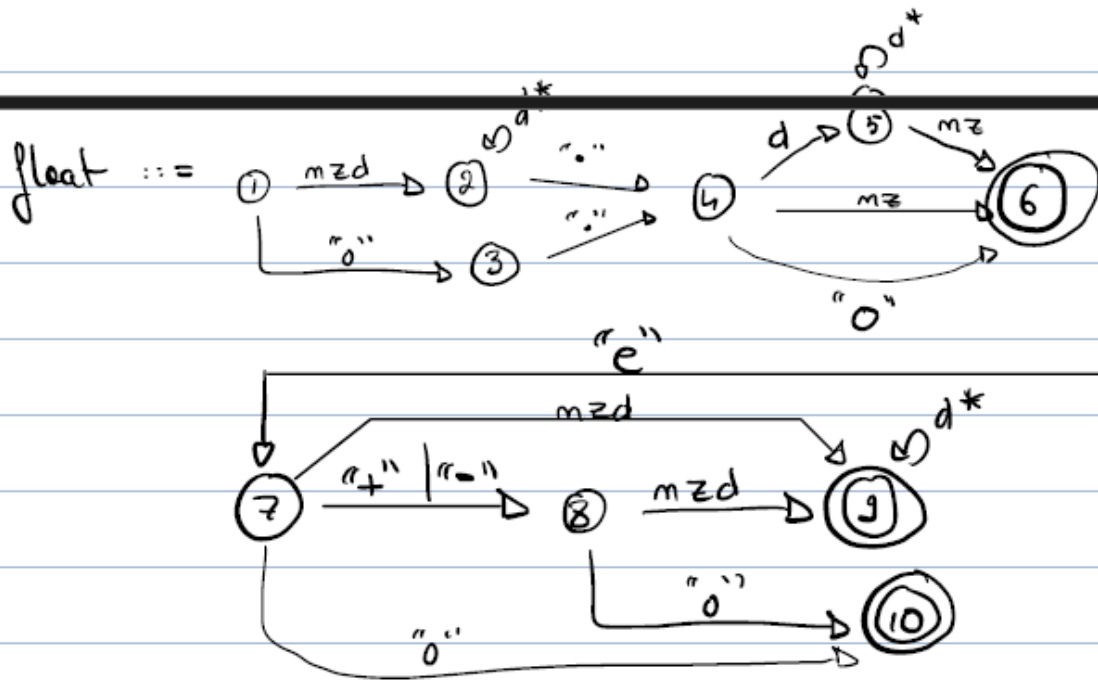 d*
d*
float ::= 1 nzd 2 "." 4 d 5 nz 6
"0" 3 "." nz
"0"
"e"
nzd d*
7 "+" | "-" 8 nzd 9
"0" 10
"0"